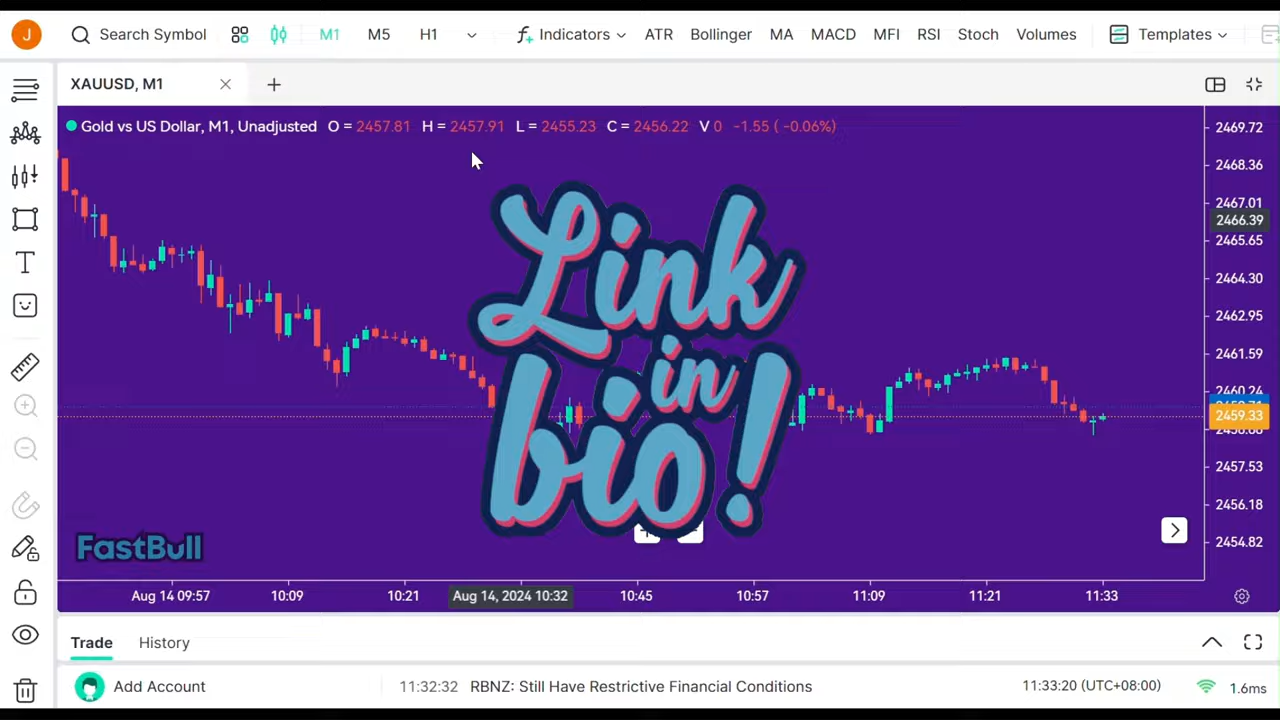 J
Search Symbol
M1
M5
H1
Indicators
ATR
Bollinger
MA
MACD
MFI
RSI
Stoch
Volumes
Templates
XAUUSD, M1
Gold vs US Dollar, M1, Unadjusted O = 2457.81 H = 2457.91 L = 2455.23 C = 2456.22 V 0 -1.55 ( -0.06%)
2469.72
2468.36
2467.01
2466.39
2465.65
2464.30
2462.95
2461.59
2460.24
2459.33
2457.53
2456.18
2454.82
Link
in
bio!
FastBull
Aug 14 09:57
10:09
10:21
Aug 14, 2024 10:32
10:45
10:57
11:09
11:21
11:33
Trade
History
Add Account
11:32:32 RBNZ: Still Have Restrictive Financial Conditions
11:33:20 (UTC+08:00)
1.6ms